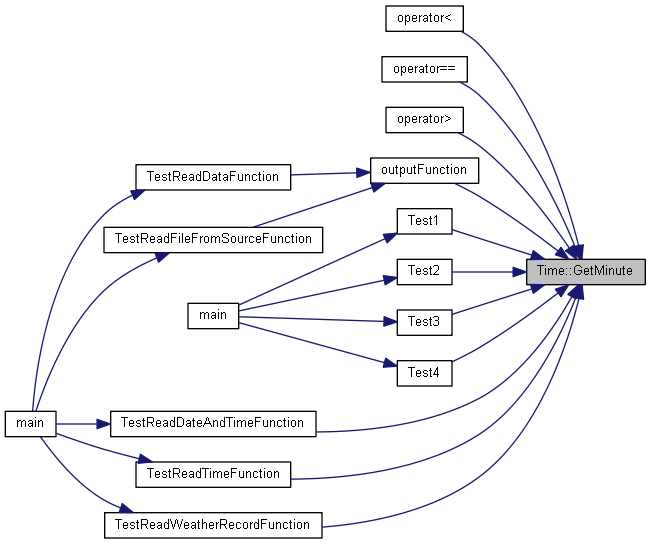 operator<
operator==
operator>
outputFunction
TestReadDataFunction
Test1
TestReadFileFromSourceFunction
Test2
Time::GetMinute
main
Test3
Test4
main
TestReadDateAndTimeFunction
TestReadTimeFunction
TestReadWeatherRecordFunction